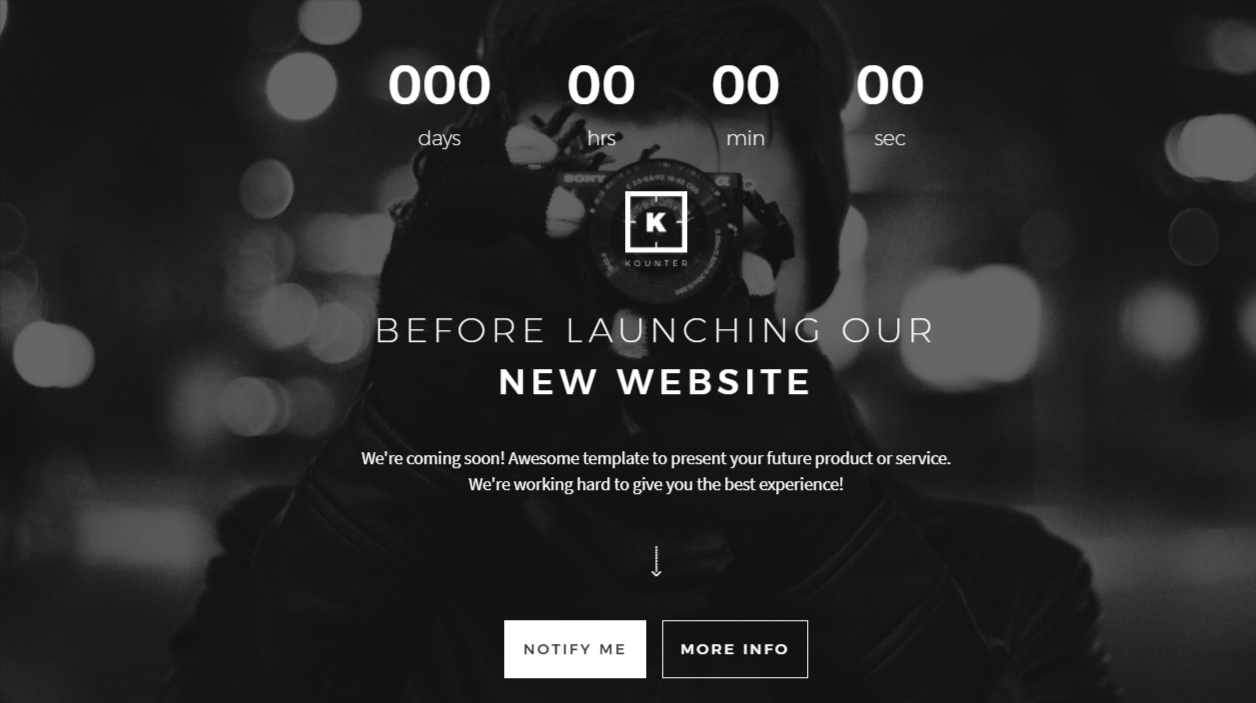 000 00 00 00
days hrs min sec
SONY α
K
KOUNTER
BEFORE LAUNCHING OUR
NEW WEBSITE
We're coming soon! Awesome template to present your future product or service.
We're working hard to give you the best experience!
NOTIFY ME MORE INFO